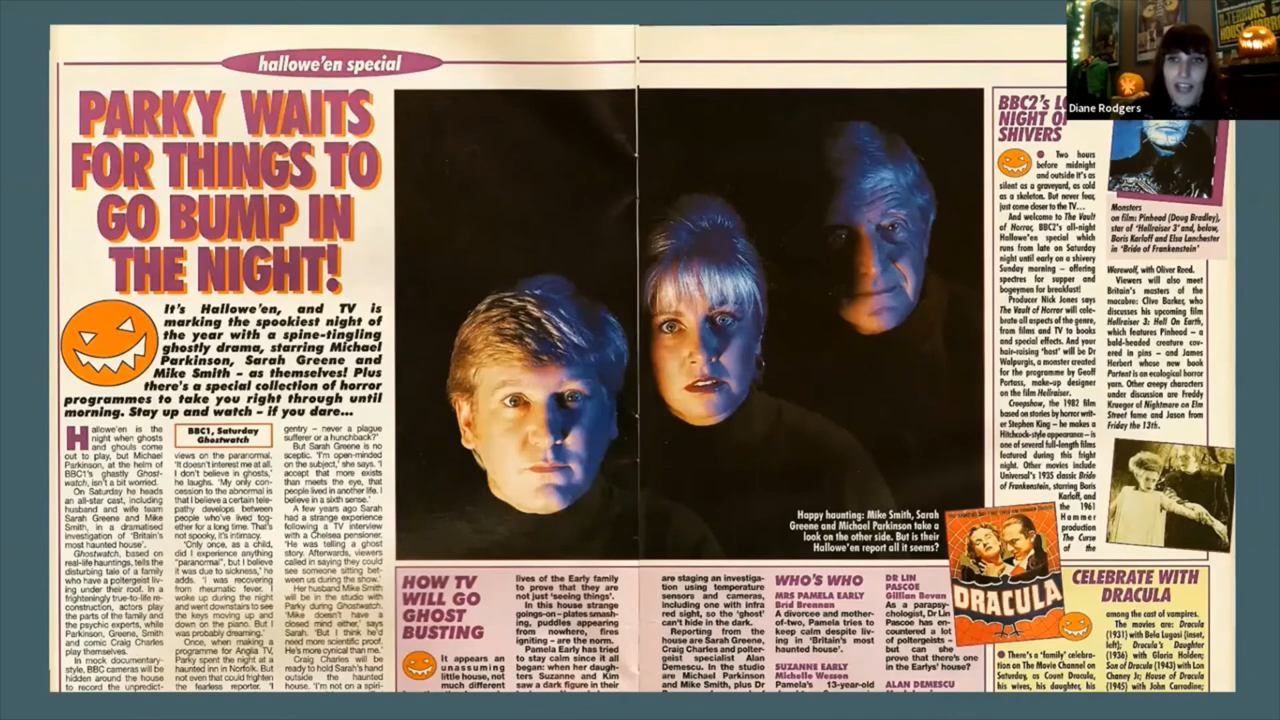 hallowe'en special
PARKY WAITS
FOR THINGS TO
GO BUMP IN
THE NIGHT!
It's Hallowe'en, and TV is
marking the spookiest night of
the year with a spine-tingling
ghostly drama, starring Michael
Parkinson, Sarah Greene and
Mike Smith – as themselves! Plus
there's a special collection of horror
programmes to take you right through until
morning. Stay up and watch – if you dare...
Hallowe'en is the
night when ghosts
and ghouls come
out to play, but Michael
Parkinson, at the helm of
BBC1's ghastly Ghost-
watch, isn't a bit worried.
On Saturday he heads
an all-star cast, including
husband and wife team
Sarah Greene and Mike
Smith, in a dramatised
investigation of 'Britain's
most haunted house'.
Ghostwatch, based on
real-life hauntings, tells the
disturbing tale of a family
who have a poltergeist liv-
ing under their roof. In a
frighteningly true-to-life re-
construction, actors play
the parts of the family and
the psychic experts, while
Parkinson, Greene, Smith
and comic Craig Charles
play themselves.
In mock documentary-
style, BBC cameras will be
hidden around the house
to record the unpredict-
BBC1, Saturday
Ghostwatch
views on the paranormal.
'It doesn't interest me at all.
I don't believe in ghosts,'
he laughs. 'My only con-
cession to the abnormal is
that I believe a certain tele-
pathy develops between
people who've lived tog-
ether for a long time. That's
not spooky, it's intimacy.
'Only once, as a child,
did I experience anything
"paranormal", but I believe
it was due to sickness,' he
adds. 'I was recovering
from rheumatic fever. I
woke up during the night
and went downstairs to see
the keys moving up and
down on the piano. But I
was probably dreaming.'
Once, when making a
programme for Anglia TV,
Parky spent the night at a
haunted inn in Norfolk. But
not even that could frighten
the fearless reporter. 'I
gentry – never a plague
sufferer or a hunchback?'
But Sarah Greene is no
sceptic. 'I'm open-minded
on the subject,' she says. 'I
accept that more exists
than meets the eye, that
people lived in another life. I
believe in a sixth sense.'
A few years ago Sarah
had a strange experience
following a TV interview
with a Chelsea pensioner.
'He was telling a ghost
story. Afterwards, viewers
called in saying they could
see someone sitting bet-
ween us during the show.'
Her husband Mike Smith
will be in the studio with
Parky during Ghostwatch.
'Mike doesn't have a
closed mind either,' says
Sarah. 'But I think he'd
need more scientific proof.
He's more cynical than me.'
Craig Charles will be
ready to hold Sarah's hand
outside the haunted
house. 'I'm not on a spiri-
Happy haunting: Mike Smith, Sarah
Greene and Michael Parkinson take a
look on the other side. But is their
Hallowe'en report all it seems?
HOW TV
WILL GO
GHOST
BUSTING
It appears an
unassuming
little house, not
much different
lives of the Early family
to prove that they are
not just 'seeing things'.
In this house strange
goings-on – plates smash-
ing, puddles appearing
from nowhere, fires
igniting – are the norm.
Pamela Early has tried
to stay calm since it all
began: when her daugh-
ters Suzanne and Kim
saw a dark figure in their
are staging an investiga-
tion using temperature
sensors and cameras,
including one with infra
red sight, so the 'ghost'
can't hide in the dark.
Reporting from the
house are Sarah Greene,
Craig Charles and polter-
geist specialist Alan
Demescu. In the studio
are Michael Parkinson
and Mike Smith, plus Dr
WHO'S WHO
MRS PAMELA EARLY
Brid Brennan
A divorcee and mother-
of-two, Pamela tries to
keep calm despite liv-
ing in 'Britain's most
haunted house'.
SUZANNE EARLY
Michelle Wesson
Pamela's 13-year-old
DR LIN
PASCOE
Gillian Bevan
As a parapsy-
chologist, Dr Lin
Pascoe has en-
countered a lot
of poltergeists –
but can she
prove that there's one
in the Earlys' house?
ALAN DEMESCU
BBC2's
NIGHT OF
SHIVERS
Two hours
before midnight
and outside it's as
silent as a graveyard, as cold
as a skeleton. But never fear,
just come closer to the TV...
And welcome to The Vault
of Horror, BBC2's all-night
Hallowe'en special which
runs from late on Saturday
night until early on a shivery
Sunday morning – offering
spectres for supper and
bogeymen for breakfast!
Producer Nick Jones says
The Vault of Horror will cele-
brate all aspects of the genre,
from films and TV to books
and special effects. And your
hair-raising 'host' will be Dr
Walpurgis, a monster created
for the programme by Geoff
Portass, make-up designer
on the film Hellraiser.
Creepshow, the 1982 film
based on stories by horror writ-
er Stephen King – he makes a
Hitchcock-style appearance – is
one of several full-length films
featured during this fright
night. Other movies include
Universal's 1935 classic Bride
of Frankenstein, starring Boris
Karloff, and
the 1961
Hammer
production
The Curse
of the
Monsters
on film: Pinhead (Doug Bradley),
star of 'Hellraiser 3' and, below,
Boris Karloff and Elsa Lanchester
in 'Bride of Frankenstein'
Werewolf, with Oliver Reed.
Viewers will also meet
Britain's masters of the
macabre: Clive Barker, who
discusses his upcoming film
Hellraiser 3: Hell On Earth,
which features Pinhead – a
bald-headed creature cov-
ered in pins – and James
Herbert whose new book
Portent is an ecological horror
yarn. Other creepy characters
under discussion are Freddy
Krueger of Nightmare on Elm
Street fame and Jason from
Friday the 13th.
DRACULA
CELEBRATE WITH
DRACULA
There's a 'family' celebra-
tion on The Movie Channel on
Saturday, as Count Dracula,
his wives, his daughter, his
among the cast of vampires.
The movies are: Dracula
(1931) with Bela Lugosi (inset,
left); Dracula's Daughter
(1936) with Gloria Holden;
Son of Dracula (1943) with Lon
Chaney Jr; House of Dracula
(1945) with John Carradine;
Diane Rodgers